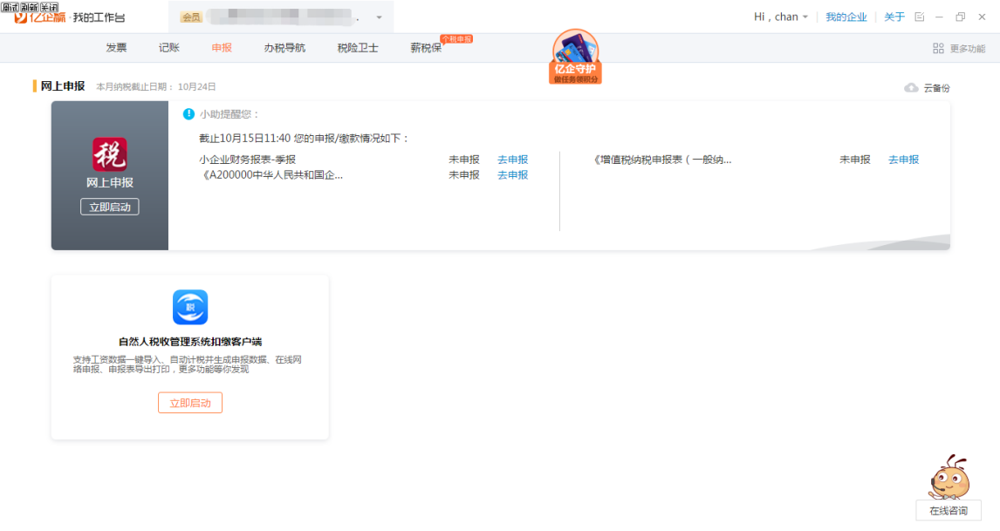 调试 刷新 关闭
亿企赢 · 我的工作台
会员
Hi，chan
我的企业
关于
发票
记账
申报
办税导航
税险卫士
薪税保
个税申报
亿企守护
做任务领积分
更多功能
网上申报
本月纳税截止日期： 10月24日
云备份
税
网上申报
立即启动
小助提醒您：
截止10月15日11:40 您的申报/缴款情况如下：
小企业财务报表-季报 未申报 去申报
《A200000中华人民共和国企... 未申报 去申报
《增值税纳税申报表（一般纳... 未申报 去申报
税
自然人税收管理系统扣缴客户端
支持工资数据一键导入、自动计税并生成申报数据、在线网
络申报、申报表导出打印，更多功能等你发现
立即启动
在线咨询